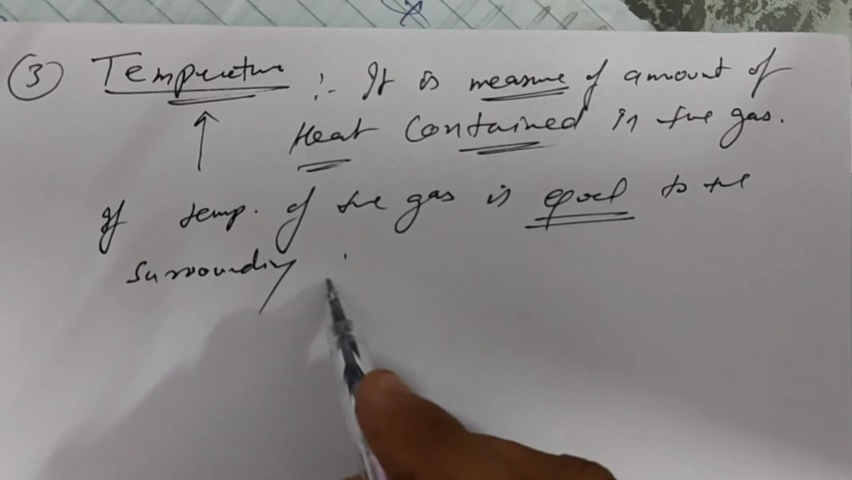 ③ Temperature :- It is measure of amount of
Heat contained in the gas.
If temp. of the gas is equal to the
surrounding